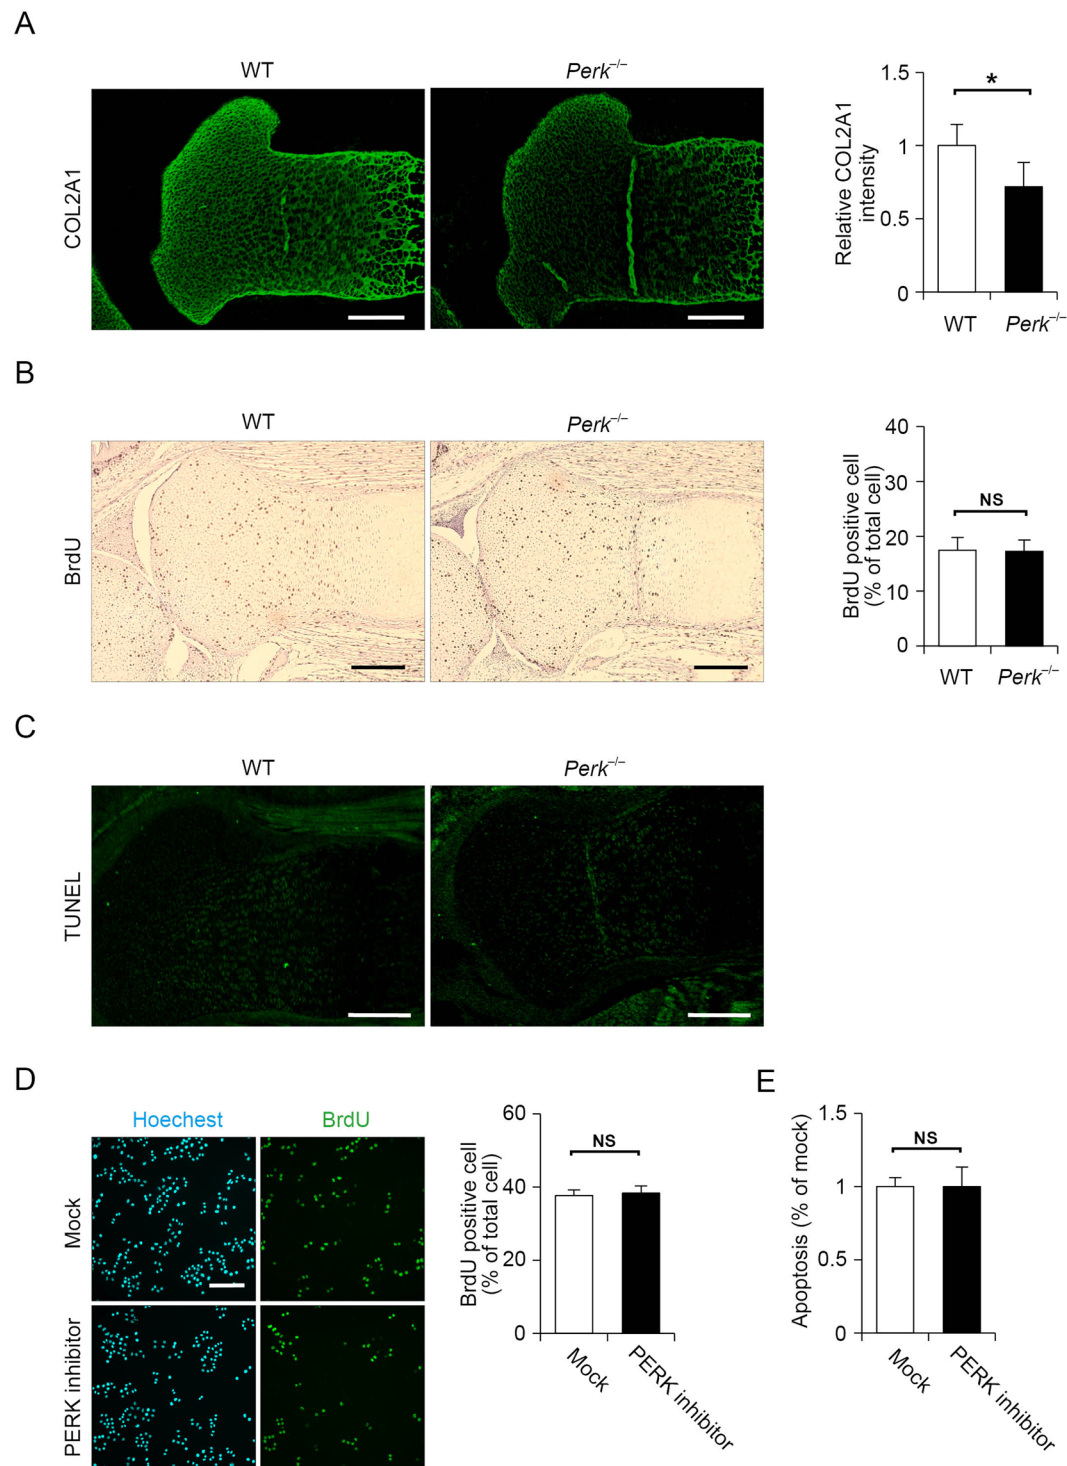 A
WT
Perk–/–
COL2A1
Relative COL2A1
intensity
1.5
1
0.5
0
*
WT
Perk–/–
B
WT
Perk–/–
BrdU
BrdU positive cell
(% of total cell)
40
30
20
10
0
NS
WT
Perk–/–
C
WT
Perk–/–
TUNEL
D
Hoechest
BrdU
Mock
PERK inhibitor
BrdU positive cell
(% of total cell)
60
40
20
0
NS
Mock
PERK inhibitor
E
Apoptosis (% of mock)
1.5
1
0.5
0
NS
Mock
PERK inhibitor